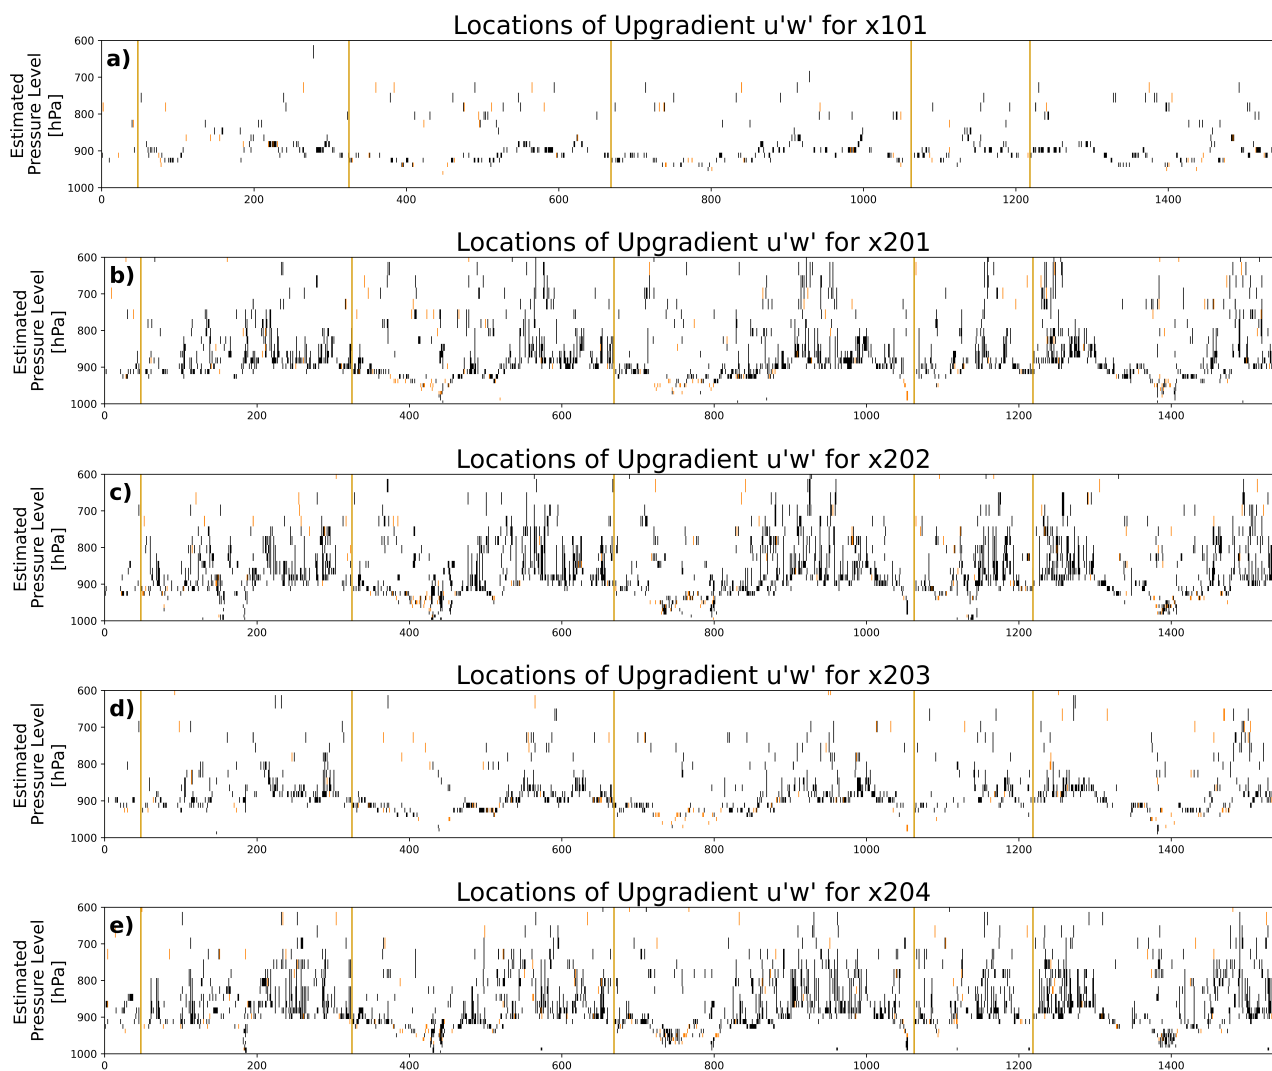 Locations of Upgradient u'w' for x101
a)
Estimated
Pressure Level
[hPa]
600
700
800
900
1000
0 200 400 600 800 1000 1200 1400
Locations of Upgradient u'w' for x201
b)
Estimated
Pressure Level
[hPa]
600
700
800
900
1000
0 200 400 600 800 1000 1200 1400
Locations of Upgradient u'w' for x202
c)
Estimated
Pressure Level
[hPa]
600
700
800
900
1000
0 200 400 600 800 1000 1200 1400
Locations of Upgradient u'w' for x203
d)
Estimated
Pressure Level
[hPa]
600
700
800
900
1000
0 200 400 600 800 1000 1200 1400
Locations of Upgradient u'w' for x204
e)
Estimated
Pressure Level
[hPa]
600
700
800
900
1000
0 200 400 600 800 1000 1200 1400